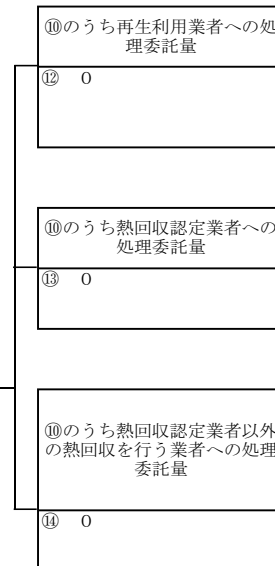 ⑩のうち再生利用業者への処
理委託量
⑫ 0
⑩のうち熱回収認定業者への
処理委託量
⑬ 0
⑩のうち熱回収認定業者以外
の熱回収を行う業者への処理
委託量
⑭ 0